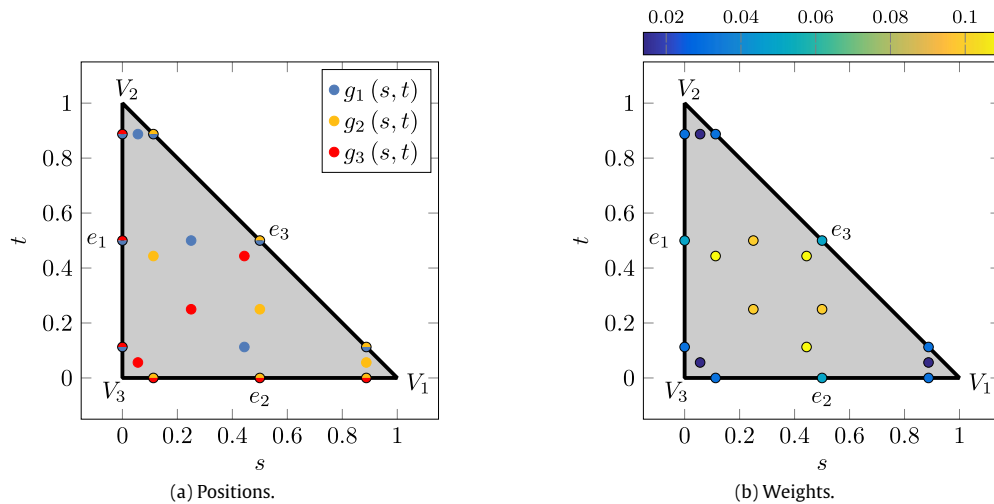 0.02 0.04 0.06 0.08 0.1
V₂ g₁ (s, t) V₂
1 g₂ (s, t) 1
g₃ (s, t)
0.8 0.8
0.6 0.6
e₁ e₃ e₁ e₃
t t
0.4 0.4
0.2 0.2
0 0
V₃ e₂ V₁ V₃ e₂ V₁
0 0.2 0.4 0.6 0.8 1 0 0.2 0.4 0.6 0.8 1
s s
(a) Positions. (b) Weights.